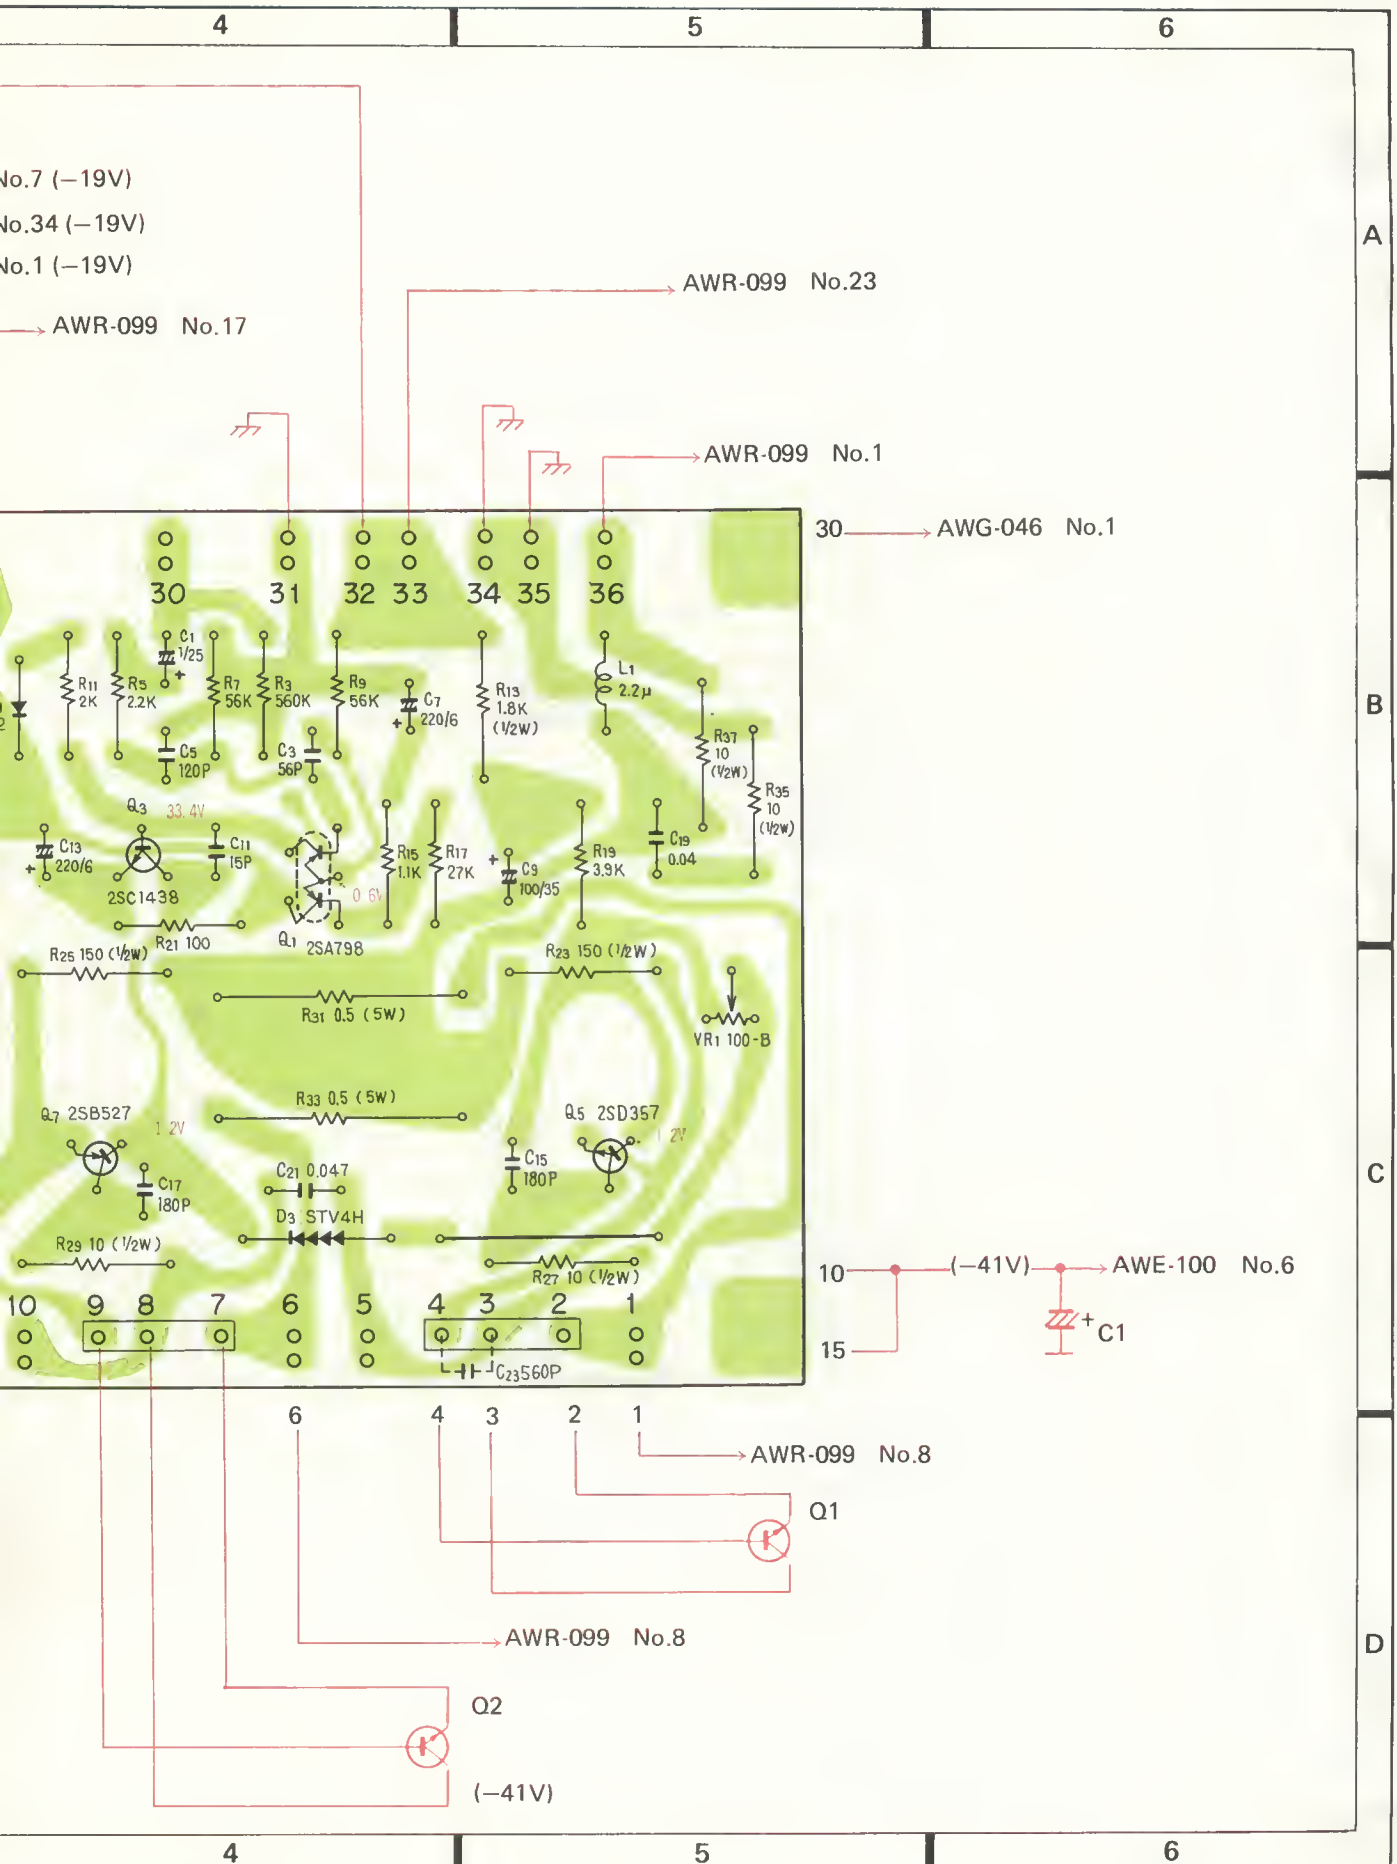 4 5 6
No.7 (−19V)
No.34 (−19V)
No.1 (−19V)
A
AWR-099 No.23
AWR-099 No.17
AWR-099 No.1
30 AWG-046 No.1
30 31 32 33 34 35 36
C1
1/25
+
R11
2K
R5
2.2K
R7
56K
R3
560K
R9
56K
C7
220/6
+
R13
1.8K
(1/2W)
L1
2.2μ
B
C5
120P
C3
56P
R37
10
(1/2W)
R35
10
(1/2W)
Q3
33.4V
C13
220/6
+
2SC1438
C11
15P
R15
1.1K
R17
27K
+
C9
100/35
R19
3.9K
C19
0.04
0 6V
R21 100
Q1 2SA798
R25 150 (1/2W)
R23 150 (1/2W)
R31 0.5 (5W)
VR1 100-B
R33 0.5 (5W)
Q7 2SB527
1 2V
Q5 2SD357
2V
C17
180P
C21 0.047
C15
180P
D3 STV4H
C
R29 10 (1/2W)
R27 10 (1/2W)
10 (−41V) AWE-100 No.6
+
C1
15
10 9 8 7 6 5 4 3 2 1
C23 560P
6 4 3 2 1
AWR-099 No.8
Q1
AWR-099 No.8
D
Q2
(−41V)
4 5 6